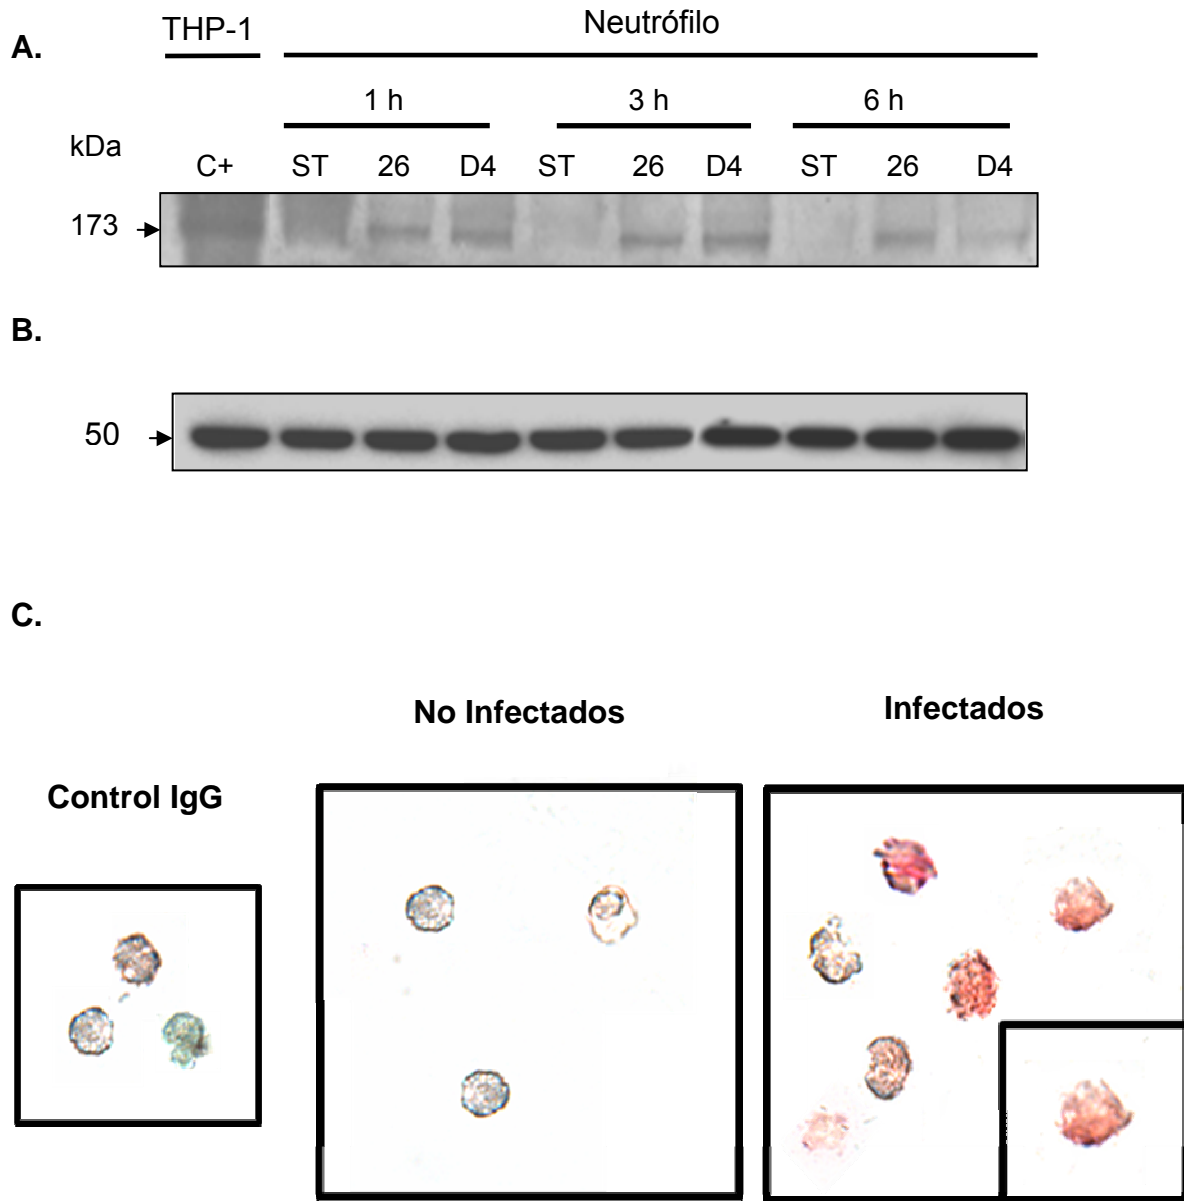 A.
THP-1
Neutrófilo
1 h 3 h 6 h
kDa
C+ ST 26 D4 ST 26 D4 ST 26 D4
173
B.
50
C.
No Infectados
Infectados
Control IgG